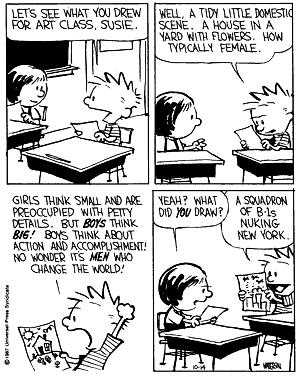 LET'S SEE WHAT YOU DREW
FOR ART CLASS, SUSIE.
WELL, A TIDY LITTLE DOMESTIC
SCENE. A HOUSE IN A
YARD WITH FLOWERS. HOW
TYPICALLY FEMALE.
GIRLS THINK SMALL AND ARE
PREOCCUPIED WITH PETTY
DETAILS. BUT BOYS THINK
BIG! BOYS THINK ABOUT
ACTION AND ACCOMPLISHMENT!
NO WONDER IT'S MEN WHO
CHANGE THE WORLD!
© 1987 Universal Press Syndicate
YEAH? WHAT
DID YOU DRAW?
A SQUADRON
OF B-1s
NUKING
NEW YORK.
10-14
WATTERSON